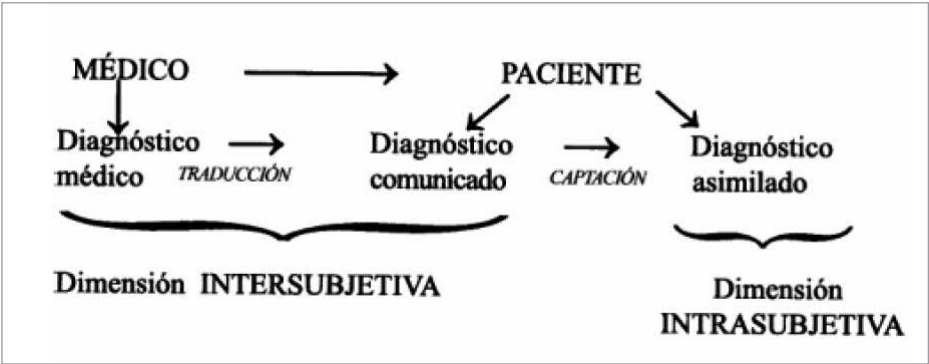 MÉDICO
PACIENTE
Diagnóstico
médico
TRADUCCIÓN
Diagnóstico
comunicado
CAPTACIÓN
Diagnóstico
asimilado
Dimensión INTERSUBJETIVA
Dimensión
INTRASUBJETIVA